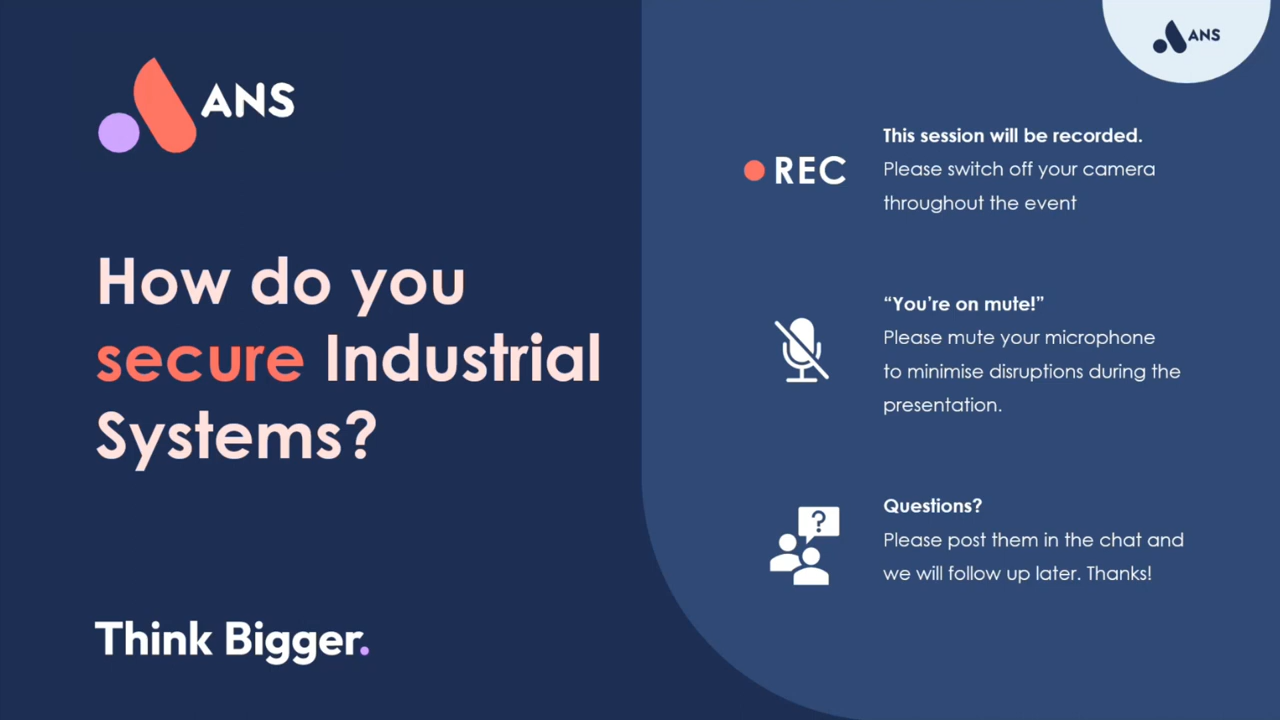 ANS
How do you
secure Industrial
Systems?
Think Bigger.
ANS
REC
This session will be recorded.
Please switch off your camera
throughout the event
“You’re on mute!”
Please mute your microphone
to minimise disruptions during the
presentation.
?
Questions?
Please post them in the chat and
we will follow up later. Thanks!